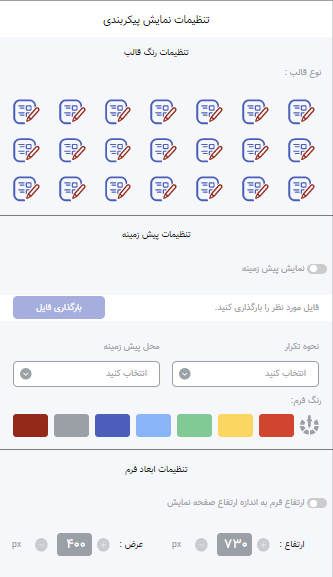 تنظیمات نمایش پیکربندی
تنظیمات رنگ قالب
نوع قالب :
تنظیمات پیش زمینه
نمایش پیش زمینه
فایل مورد نظر را بارگذاری کنید. بارگذاری فایل
نحوه تکرار محل پیش زمینه
انتخاب کنید انتخاب کنید
رنگ فرم:
تنظیمات ابعاد فرم
ارتفاع فرم به اندازه ارتفاع صفحه نمایش
ارتفاع : + ۷۳۰ - px عرض : + ۴۰۰ - px